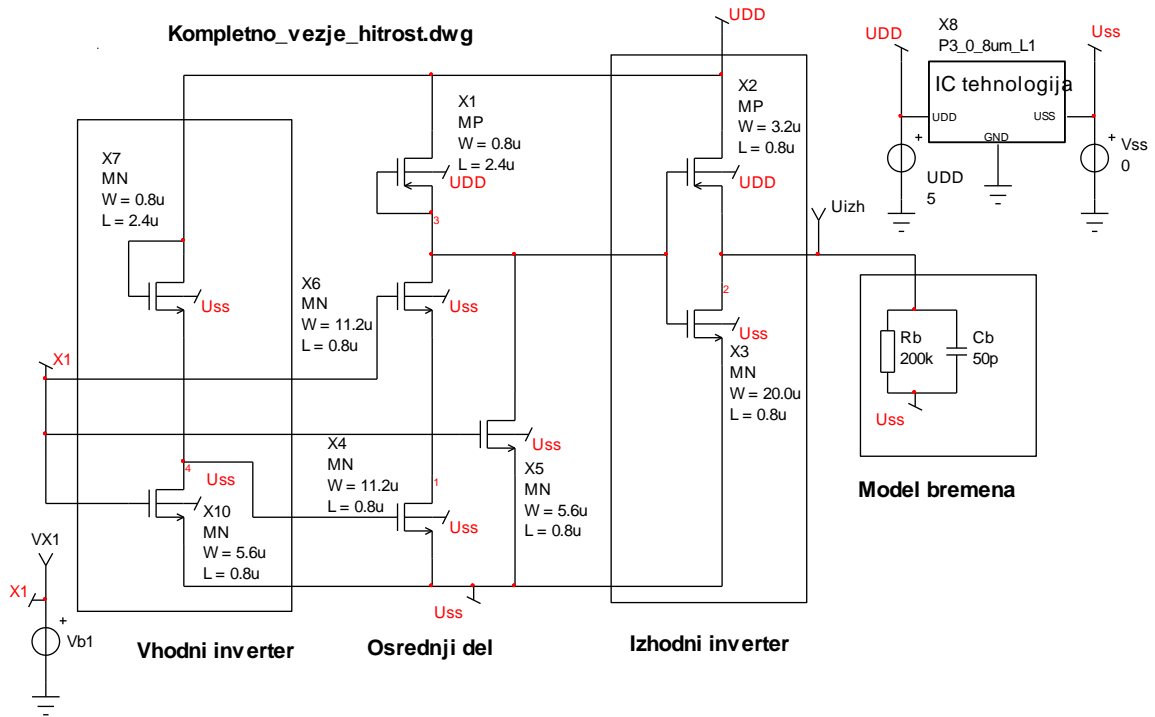 Kompletno_vezje_hitrost.dwg
UDD
X8
P3_0_8um_L1
UDD
Uss
IC tehnologija
UDD
USS
GND
+
UDD
5
+
Vss
0
X1
MP
W = 0.8u
L = 2.4u
UDD
3
X2
MP
W = 3.2u
L = 0.8u
UDD
X7
MN
W = 0.8u
L = 2.4u
Uss
X6
MN
W = 11.2u
L = 0.8u
Uss
Uizh
2
Uss
X3
MN
W = 20.0u
L = 0.8u
Rb
200k
Cb
50p
Uss
Model bremena
X1
4
Uss
X10
MN
W = 5.6u
L = 0.8u
X4
MN
W = 11.2u
L = 0.8u
1
Uss
Uss
X5
MN
W = 5.6u
L = 0.8u
Uss
VX1
X1
+
Vb1
Vhodni inverter
Osrednji del
Izhodni inverter